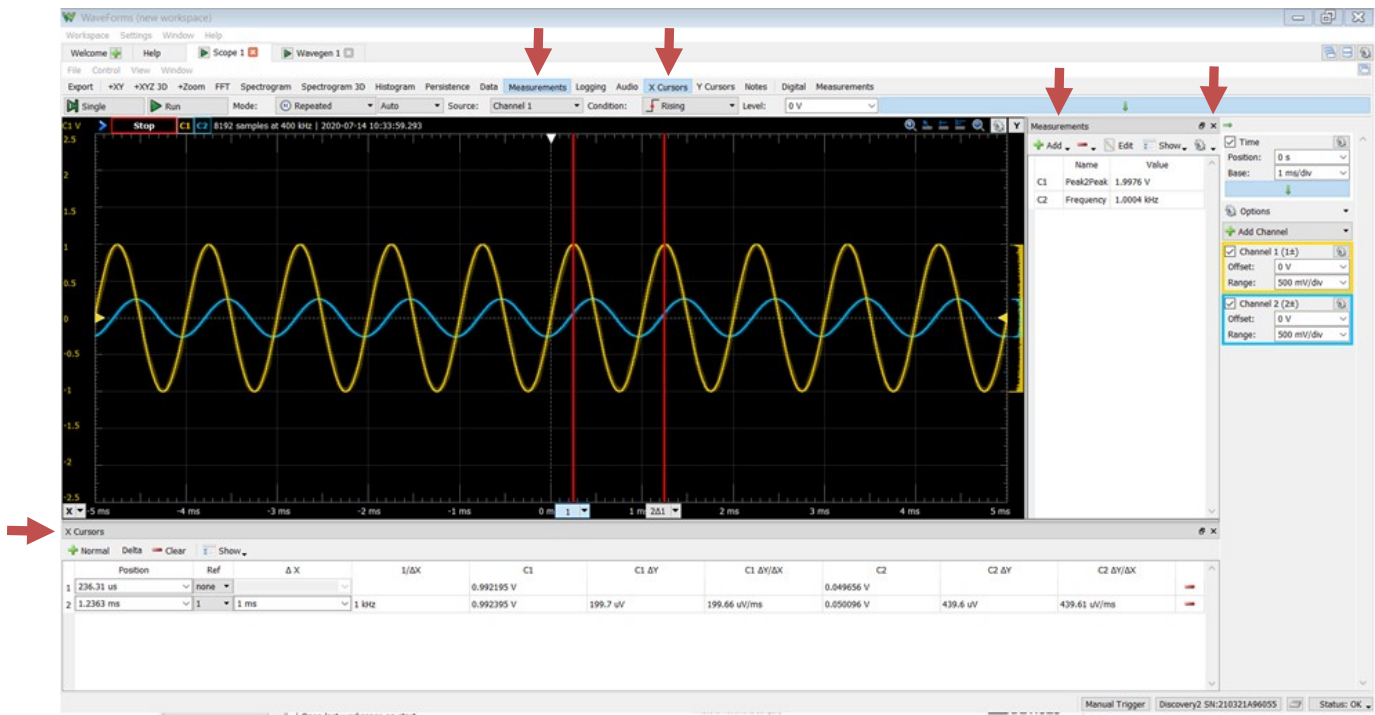 WaveForms (new workspace)
Workspace Settings Window Help
Welcome Help Scope 1 Wavegen 1
File Control View Window
Export +XY +XYZ 3D +Zoom FFT Spectrogram Spectrogram 3D Histogram Persistence Data Measurements Logging Audio X Cursors Y Cursors Notes Digital Measurements
Single Run Mode: Repeated Auto Source: Channel 1 Condition: Rising Level: 0 V
C1 V Stop C1 C2 8192 samples at 400 kHz | 2020-07-14 10:33:59.293 Y
2.5
2
1.5
1
0.5
0
-0.5
-1
-1.5
-2
-2.5
X -5 ms -4 ms -3 ms -2 ms -1 ms 0 m 1 1 m 2Δ1 2 ms 3 ms 4 ms 5 ms
Measurements
Add Edit Show
Name Value
C1 Peak2Peak 1.9976 V
C2 Frequency 1.0004 kHz
Time
Position: 0 s
Base: 1 ms/div
Options
Add Channel
Channel 1 (1±)
Offset: 0 V
Range: 500 mV/div
Channel 2 (2±)
Offset: 0 V
Range: 500 mV/div
X Cursors
Normal Delta Clear Show
Position Ref Δ X 1/ΔX C1 C1 ΔY C1 ΔY/ΔX C2 C2 ΔY C2 ΔY/ΔX
1 236.31 us none 0.992195 V 0.049656 V
2 1.2363 ms 1 1 ms 1 kHz 0.992395 V 199.7 uV 199.66 uV/ms 0.050096 V 439.6 uV 439.61 uV/ms
Manual Trigger Discovery2 SN:210321A96055 Status: OK